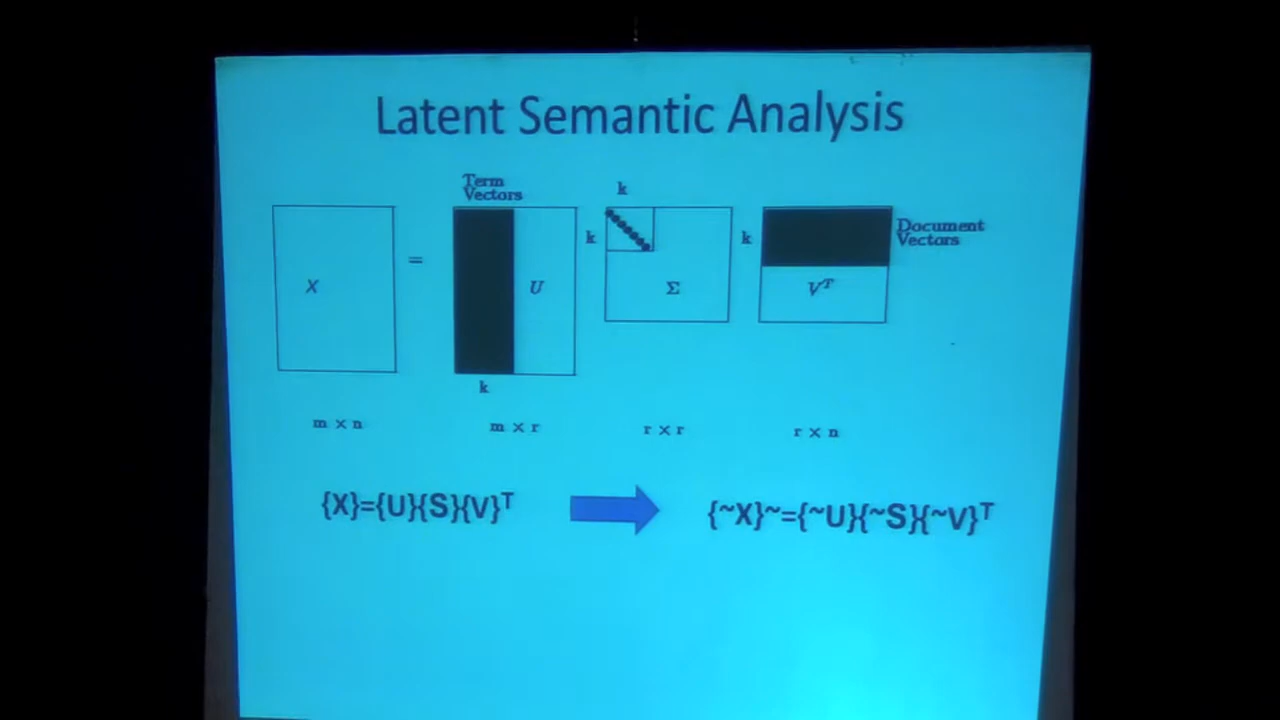 Latent Semantic Analysis
Term
Vectors
k
k
k
Document
Vectors
X
=
U
Σ
V^T
k
m × n
m × r
r × r
r × n
{X}={U}{S}{V}^T
{~X}~={~U}{~S}{~V}^T